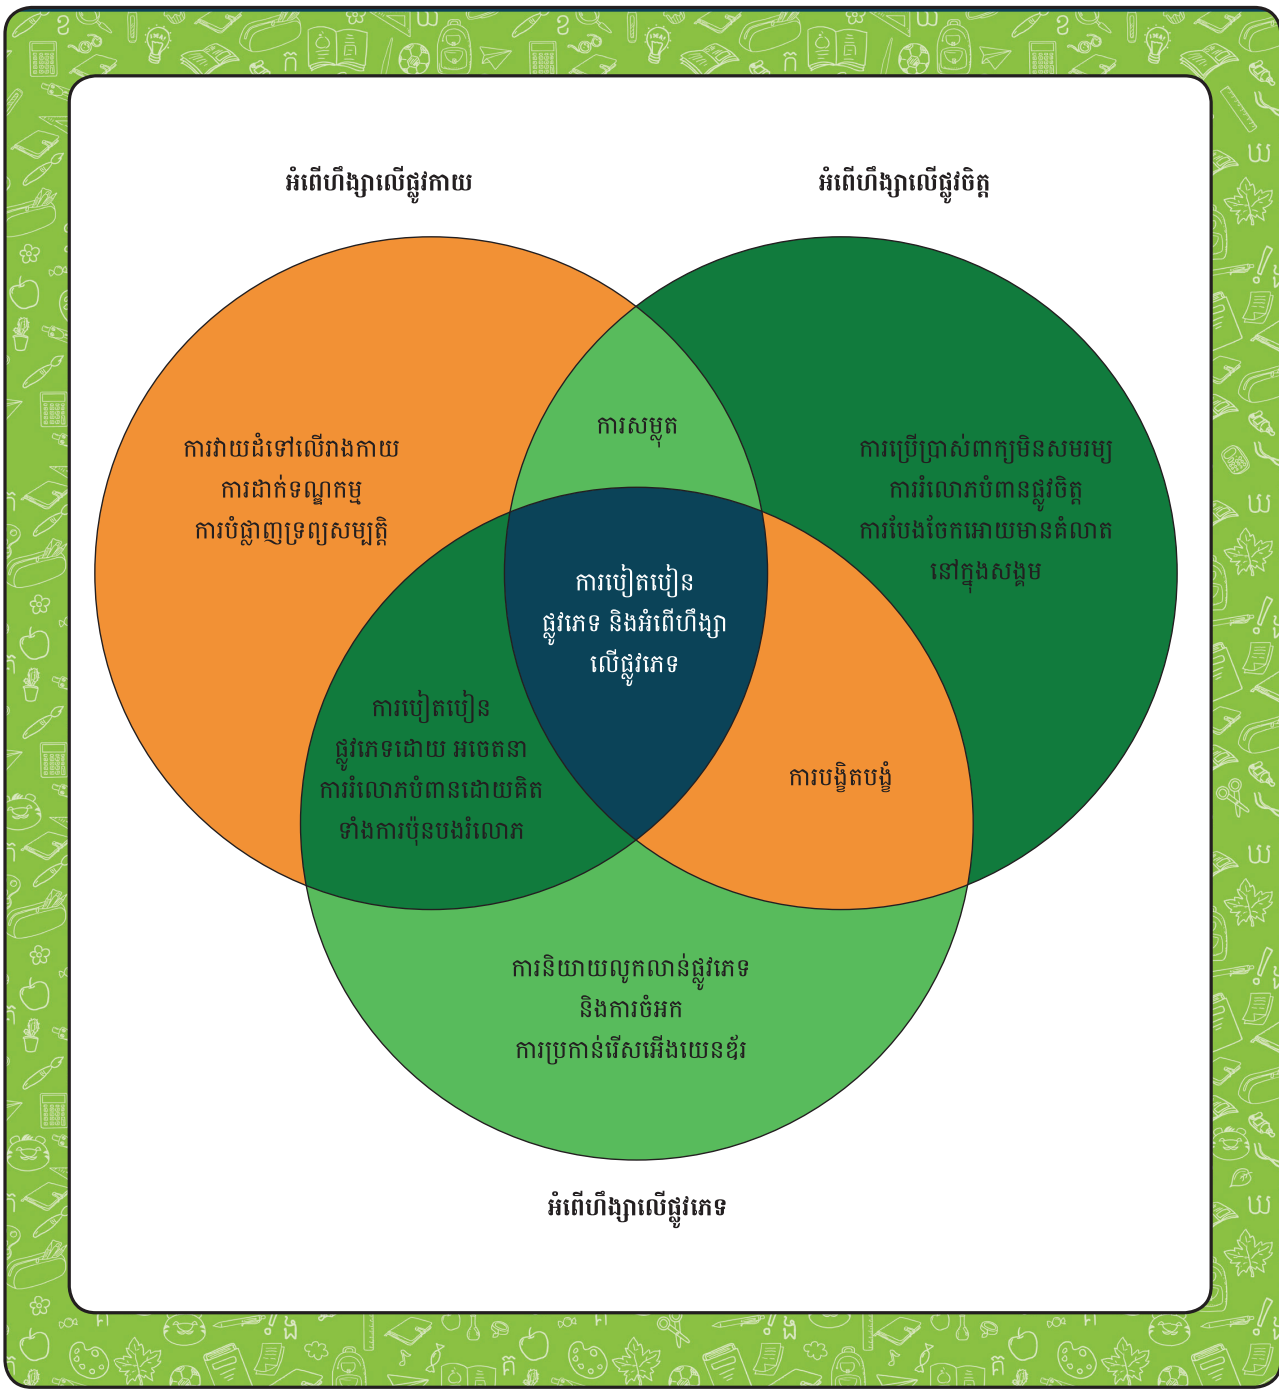 អំពើហឹង្សាលើផ្លូវកាយ
អំពើហឹង្សាលើផ្លូវចិត្ត
ការសម្លុត
ការវាយដំទៅលើរាងកាយ
ការដាក់ទណ្ឌកម្ម
ការបំផ្លាញទ្រព្យសម្បត្តិ
ការប្រើប្រាស់ពាក្យមិនសមរម្យ
ការរំលោភបំពានផ្លូវចិត្ត
ការបែងចែកអោយមានគំលាត
នៅក្នុងសង្គម
ការបៀតបៀន
ផ្លូវភេទ និងអំពើហឹង្សា
លើផ្លូវភេទ
ការបៀតបៀន
ផ្លូវភេទដោយ អចេតនា
ការរំលោភបំពានដោយគិត
ទាំងការប៉ុនបងរំលោភ
ការបង្ខិតបង្ខំ
ការនិយាយលូកលាន់ផ្លូវភេទ
និងការចំអក
ការប្រកាន់រើសអើងយេនឌ័រ
អំពើហឹង្សាលើផ្លូវភេទ